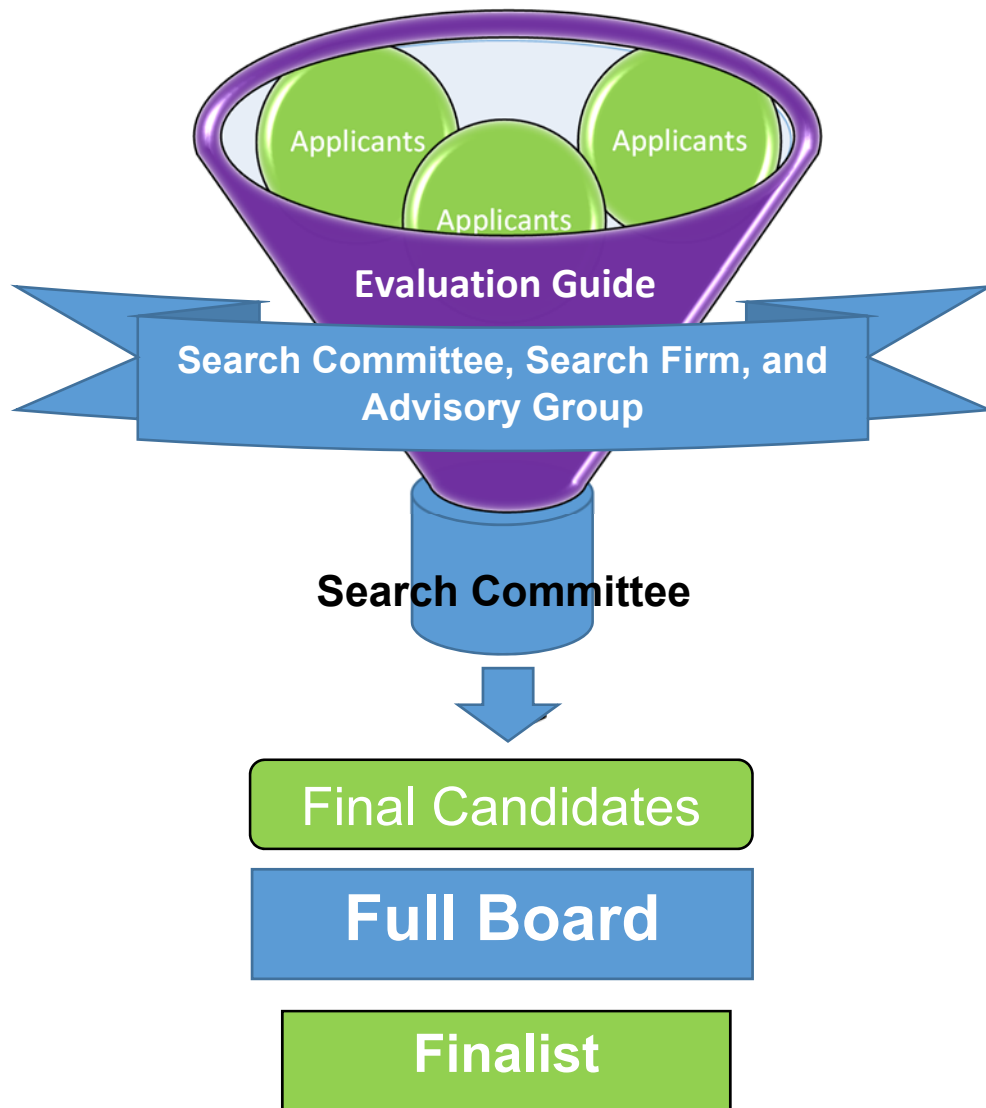 Applicants
Applicants
Applicants
Evaluation Guide
Search Committee, Search Firm, and
Advisory Group
Search Committee
Final Candidates
Full Board
Finalist